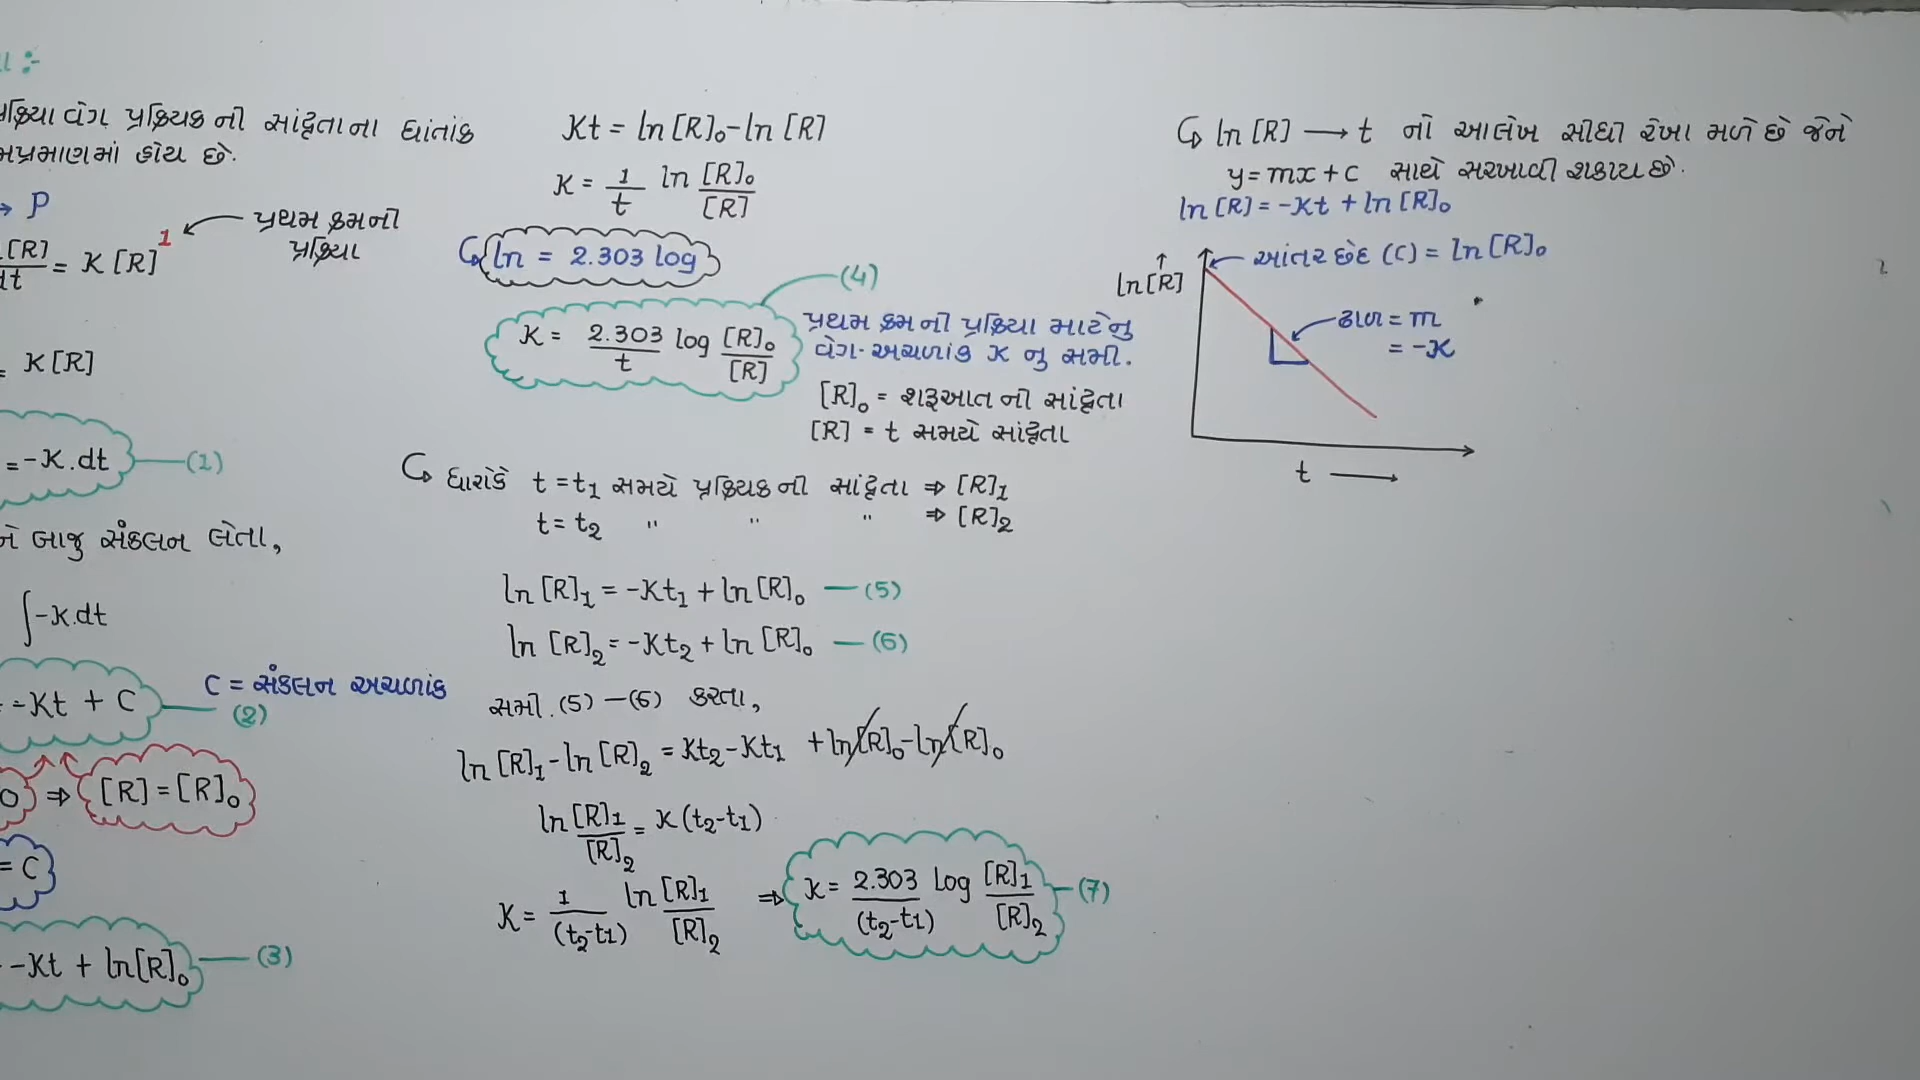 :-
પ્રક્રિયા વેગ પ્રક્રિયક ની સાંદ્રતાના ઘાતાંક
સમપ્રમાણમાં હોય છે.
→ P
[R]/dt = K[R]¹
પ્રથમ ક્રમની
પ્રક્રિયા
= K[R]
= -K.dt —(1)
બાજુ સંકલન લેતા,
∫-K.dt
-Kt + C —(2)
C = સંકલન અચળાંક
0 ⇒ [R] = [R]₀
= C
-Kt + ln[R]₀ —(3)
Kt = ln[R]₀ - ln[R]
K = 1/t ln [R]₀/[R]
ln = 2.303 log
K = 2.303/t log [R]₀/[R] —(4)
પ્રથમ ક્રમ ની પ્રક્રિયા માટેનુ
વેગ-અચળાંક K નુ સમી.
[R]₀ = શરૂઆત ની સાંદ્રતા
[R] = t સમયે સાંદ્રતા
ધારોકે t = t₁ સમયે પ્રક્રિયક ની સાંદ્રતા ⇒ [R]₁
t = t₂ " " " ⇒ [R]₂
ln[R]₁ = -Kt₁ + ln[R]₀ —(5)
ln [R]₂ = -Kt₂ + ln [R]₀ —(6)
સમી.(5) —(6) કરતા,
ln[R]₁ - ln[R]₂ = Kt₂ - Kt₁ + ln[R]₀ - ln[R]₀
ln [R]₁/[R]₂ = K(t₂-t₁)
K = 1/(t₂-t₁) ln [R]₁/[R]₂ ⇒ K = 2.303/(t₂-t₁) log [R]₁/[R]₂ —(7)
ln[R] → t નો આલેખ સીધી રેખા મળે છે જેને
y = mx + c સાથે સરખાવી શકાય છે.
ln[R] = -Kt + ln[R]₀
આંતર છેદ (C) = ln[R]₀
ln[R] ↑
ઢાળ = m
= -K
t →